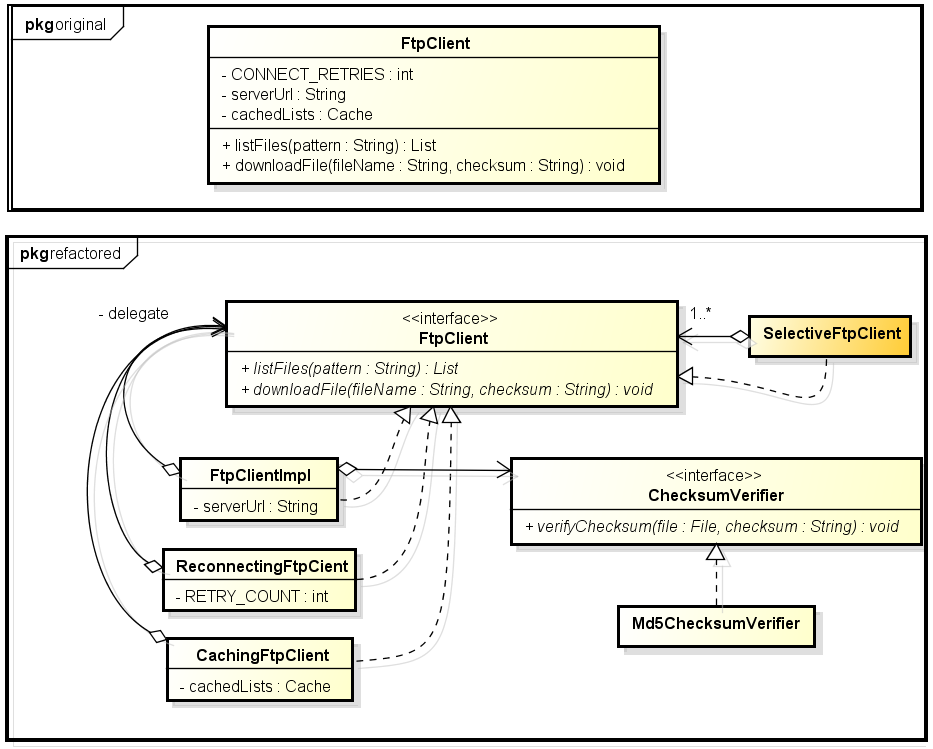 pkg original
FtpClient
- CONNECT_RETRIES : int
- serverUrl : String
- cachedLists : Cache
+ listFiles(pattern : String) : List
+ downloadFile(fileName : String, checksum : String) : void
pkg refactored
- delegate
<<interface>>
FtpClient
+ listFiles(pattern : String) : List
+ downloadFile(fileName : String, checksum : String) : void
1..*
SelectiveFtpClient
FtpClientImpl
- serverUrl : String
<<interface>>
ChecksumVerifier
+ verifyChecksum(file : File, checksum : String) : void
ReconnectingFtpCient
- RETRY_COUNT : int
Md5ChecksumVerifier
CachingFtpClient
- cachedLists : Cache